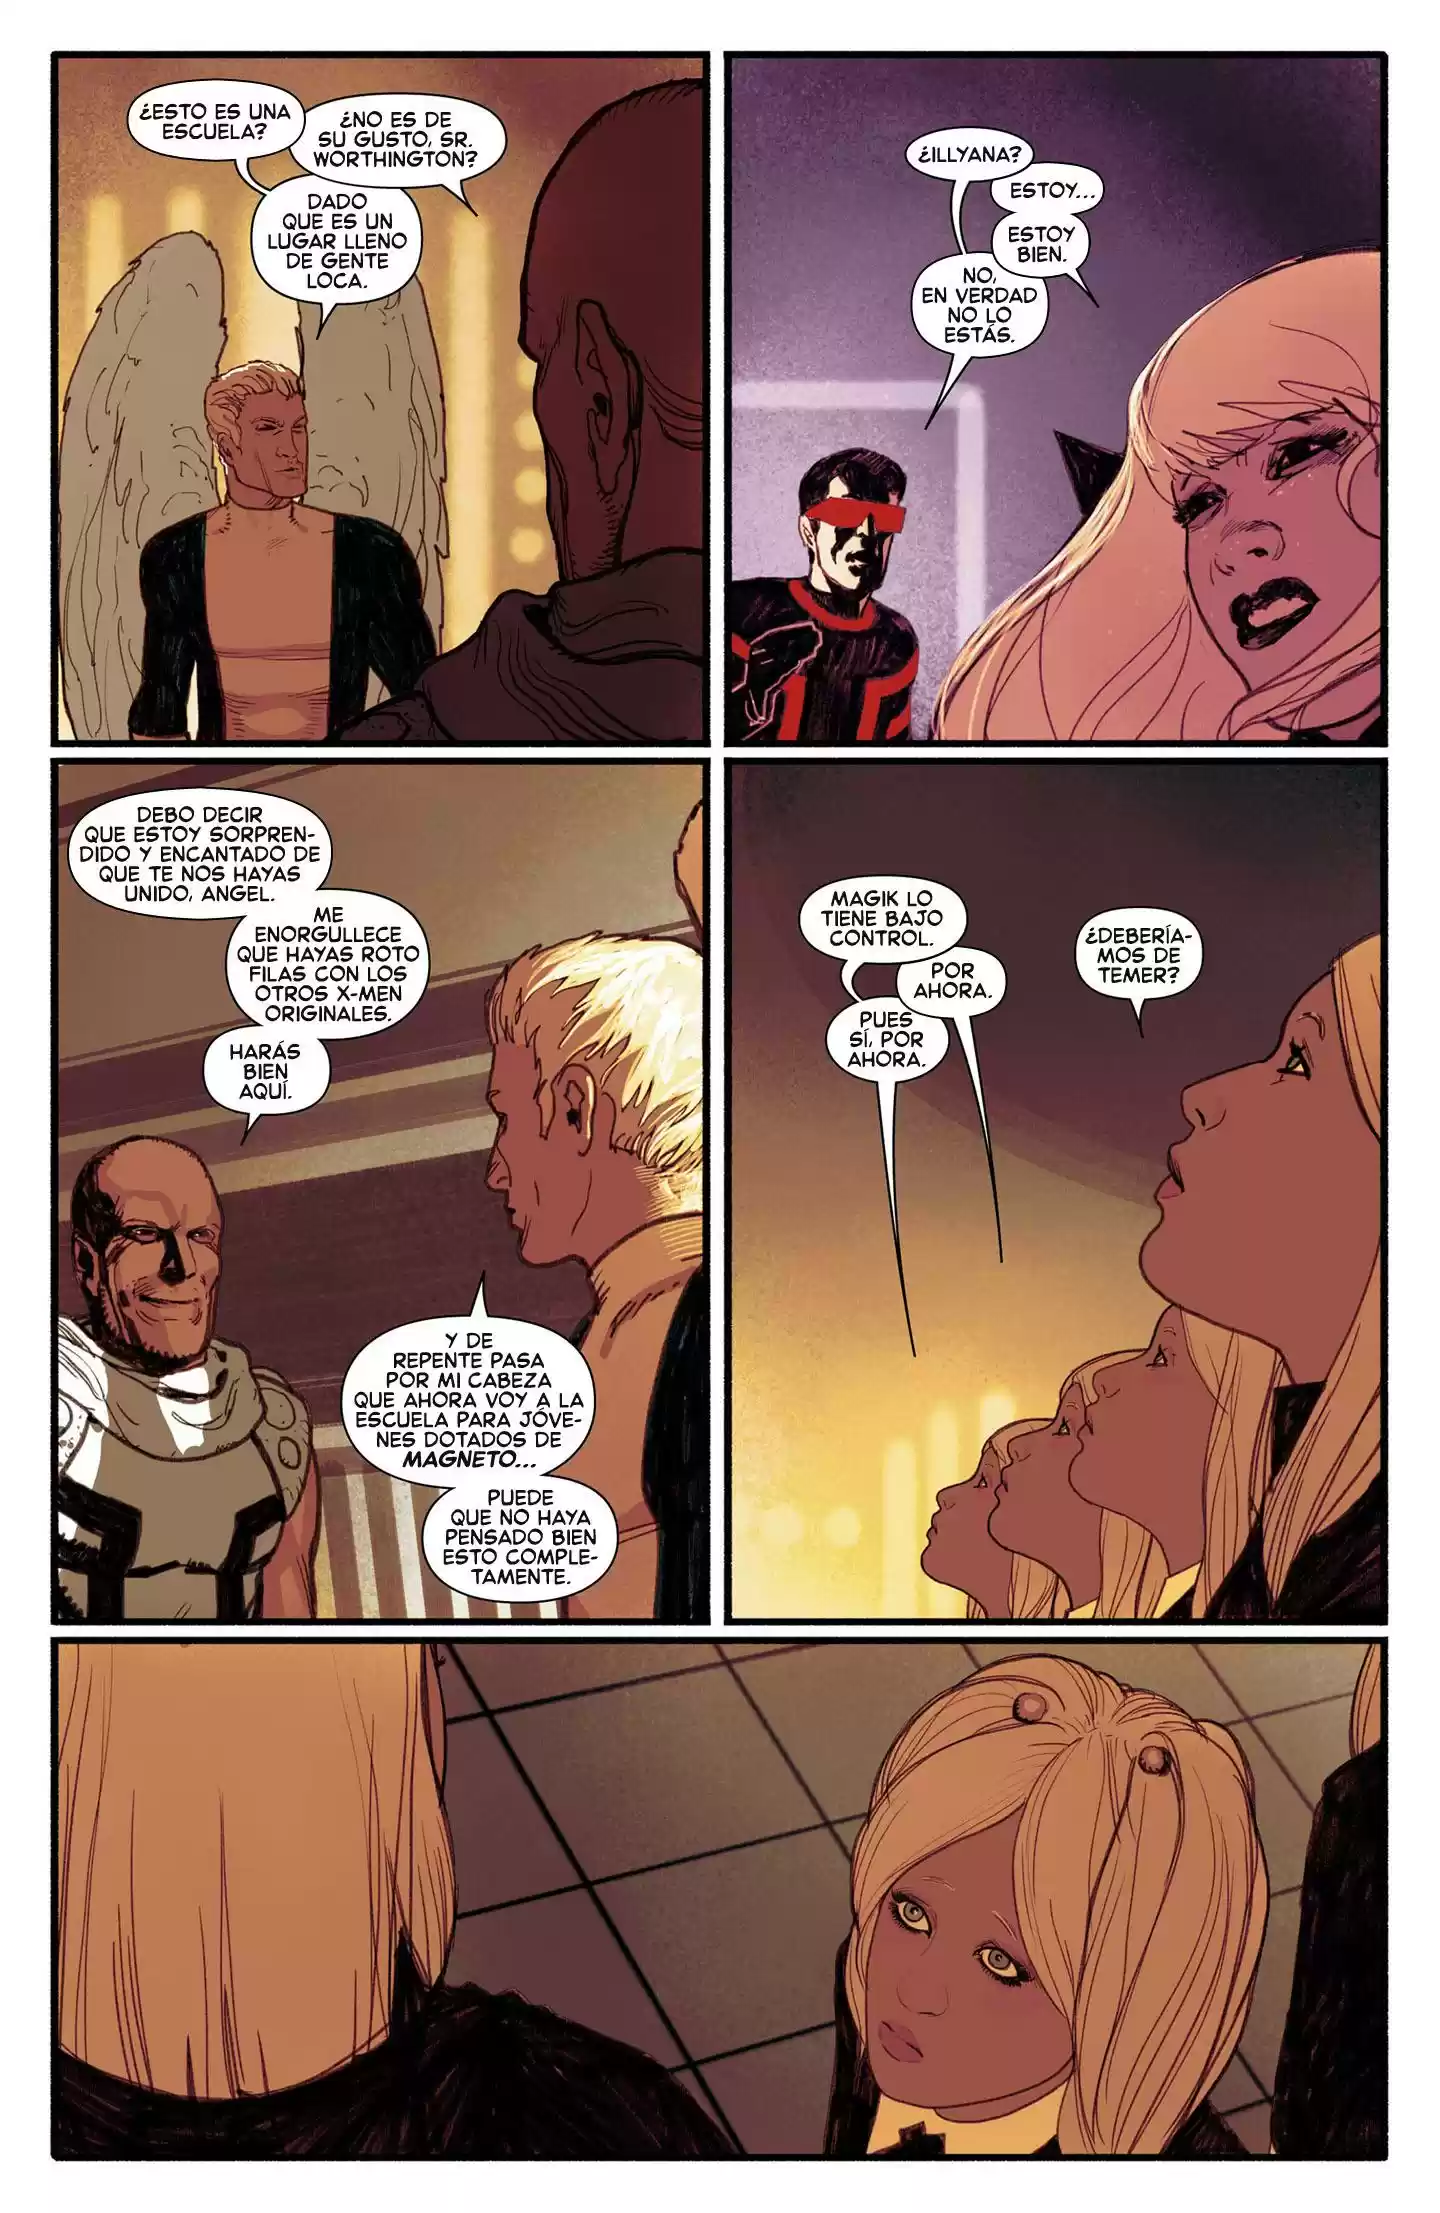 ¿ESTO ES UNA
ESCUELA?
¿NO ES DE
SU GUSTO, SR.
WORTHINGTON?
DADO
QUE ES UN
LUGAR LLENO
DE GENTE
LOCA.
¿ILLYANA?
ESTOY...
ESTOY
BIEN.
NO,
EN VERDAD
NO LO
ESTÁS.
DEBO DECIR
QUE ESTOY SORPREN-
DIDO Y ENCANTADO DE
QUE TE NOS HAYAS
UNIDO, ANGEL.
ME
ENORGULLECE
QUE HAYAS ROTO
FILAS CON LOS
OTROS X-MEN
ORIGINALES.
HARÁS
BIEN
AQUÍ.
Y DE
REPENTE PASA
POR MI CABEZA
QUE AHORA VOY A LA
ESCUELA PARA JÓVE-
NES DOTADOS DE
MAGNETO...
PUEDE
QUE NO HAYA
PENSADO BIEN
ESTO COMPLE-
TAMENTE.
MAGIK LO
TIENE BAJO
CONTROL.
POR
AHORA.
PUES
SÍ, POR
AHORA.
¿DEBERÍA-
MOS DE
TEMER?